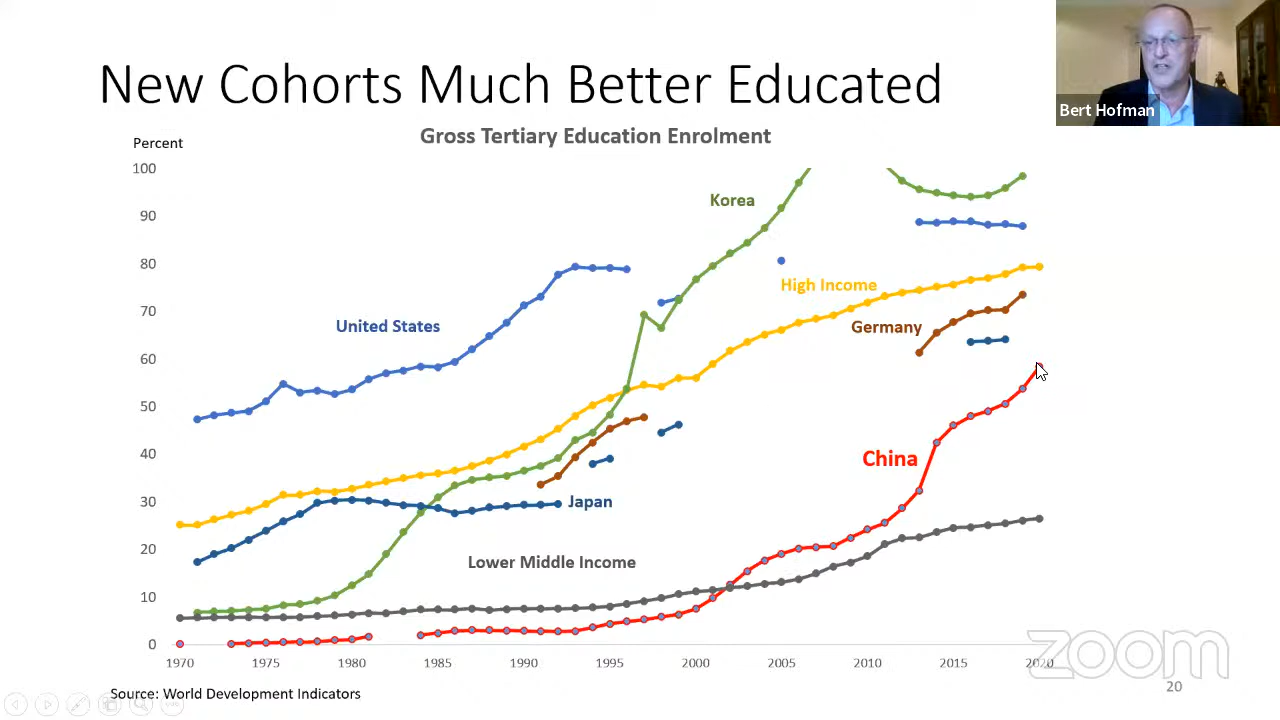 New Cohorts Much Better Educated
Bert Hofman
Gross Tertiary Education Enrolment
Percent
100
90
80
70
60
50
40
30
20
10
0
Korea
High Income
United States
Germany
China
Japan
Lower Middle Income
1970 1975 1980 1985 1990 1995 2000 2005 2010 2015 2020
zoom
20
Source: World Development Indicators